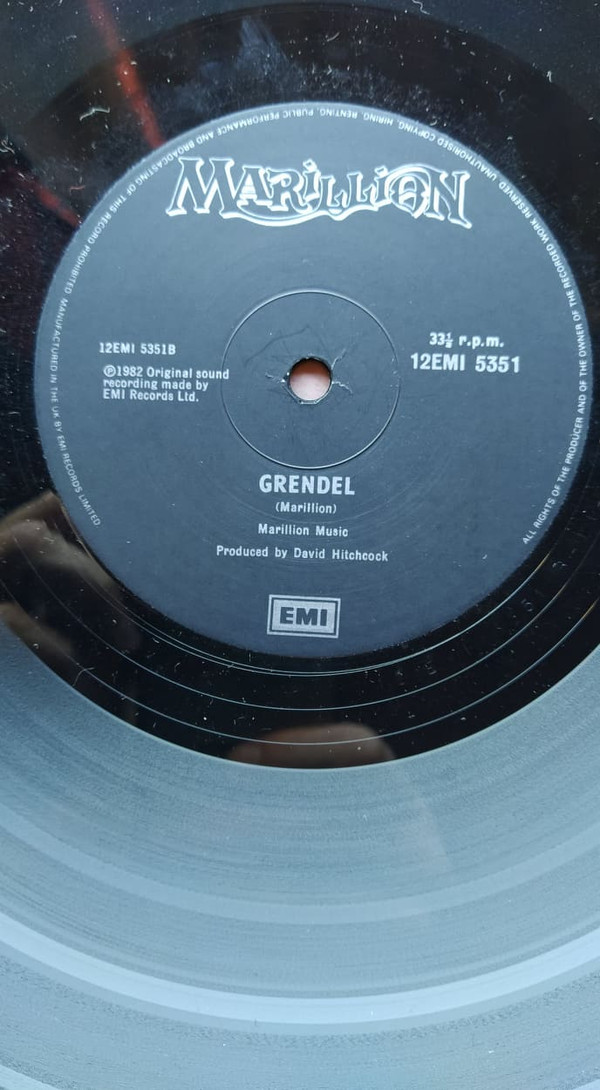 MARILLION
12EMI 5351B
Ⓟ1982 Original sound
recording made by
EMI Records Ltd.
33⅓ r.p.m.
12EMI 5351
GRENDEL
(Marillion)
Marillion Music
Produced by David Hitchcock
EMI
ALL RIGHTS OF THE PRODUCER AND OF THE OWNER OF THE RECORDED WORK RESERVED. UNAUTHORISED COPYING, HIRING, RENTING, PUBLIC PERFORMANCE AND BROADCASTING OF THIS RECORD PROHIBITED. MANUFACTURED IN THE UK BY EMI RECORDS LIMITED